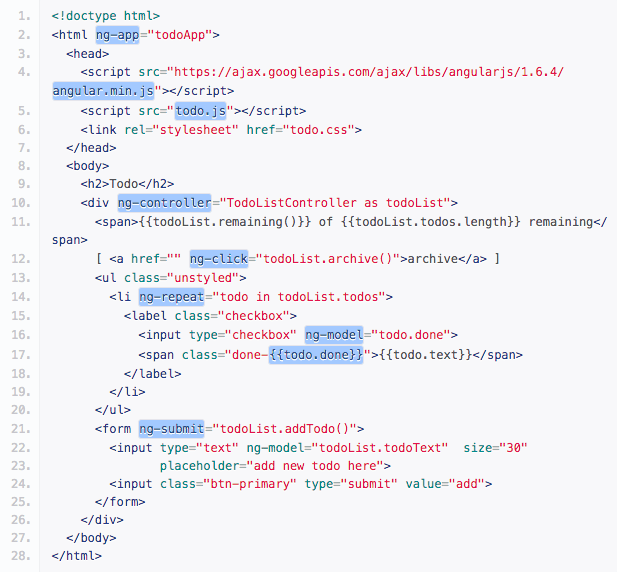 1. <!doctype html>
2. <html ng-app="todoApp">
3. <head>
4. <script src="https://ajax.googleapis.com/ajax/libs/angularjs/1.6.4/
angular.min.js"></script>
5. <script src="todo.js"></script>
6. <link rel="stylesheet" href="todo.css">
7. </head>
8. <body>
9. <h2>Todo</h2>
10. <div ng-controller="TodoListController as todoList">
11. <span>{{todoList.remaining()}} of {{todoList.todos.length}} remaining</
span>
12. [ <a href="" ng-click="todoList.archive()">archive</a> ]
13. <ul class="unstyled">
14. <li ng-repeat="todo in todoList.todos">
15. <label class="checkbox">
16. <input type="checkbox" ng-model="todo.done">
17. <span class="done-{{todo.done}}">{{todo.text}}</span>
18. </label>
19. </li>
20. </ul>
21. <form ng-submit="todoList.addTodo()">
22. <input type="text" ng-model="todoList.todoText"  size="30"
23. placeholder="add new todo here">
24. <input class="btn-primary" type="submit" value="add">
25. </form>
26. </div>
27. </body>
28. </html>